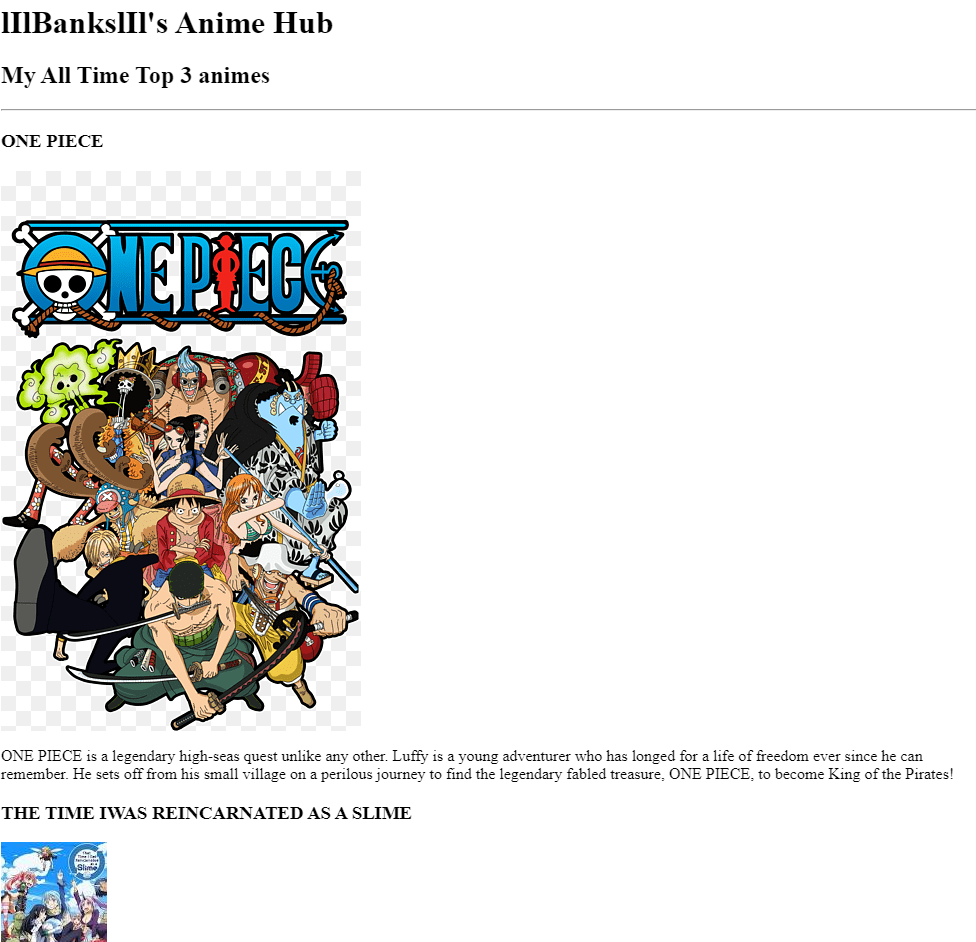 lIlBankslIl's Anime Hub
My All Time Top 3 animes
ONE PIECE
ONE PIECE
ONE PIECE is a legendary high-seas quest unlike any other. Luffy is a young adventurer who has longed for a life of freedom ever since he can
remember. He sets off from his small village on a perilous journey to find the legendary fabled treasure, ONE PIECE, to become King of the Pirates!
THE TIME IWAS REINCARNATED AS A SLIME
That
Time I Got
Reincarnated
as a
Slime